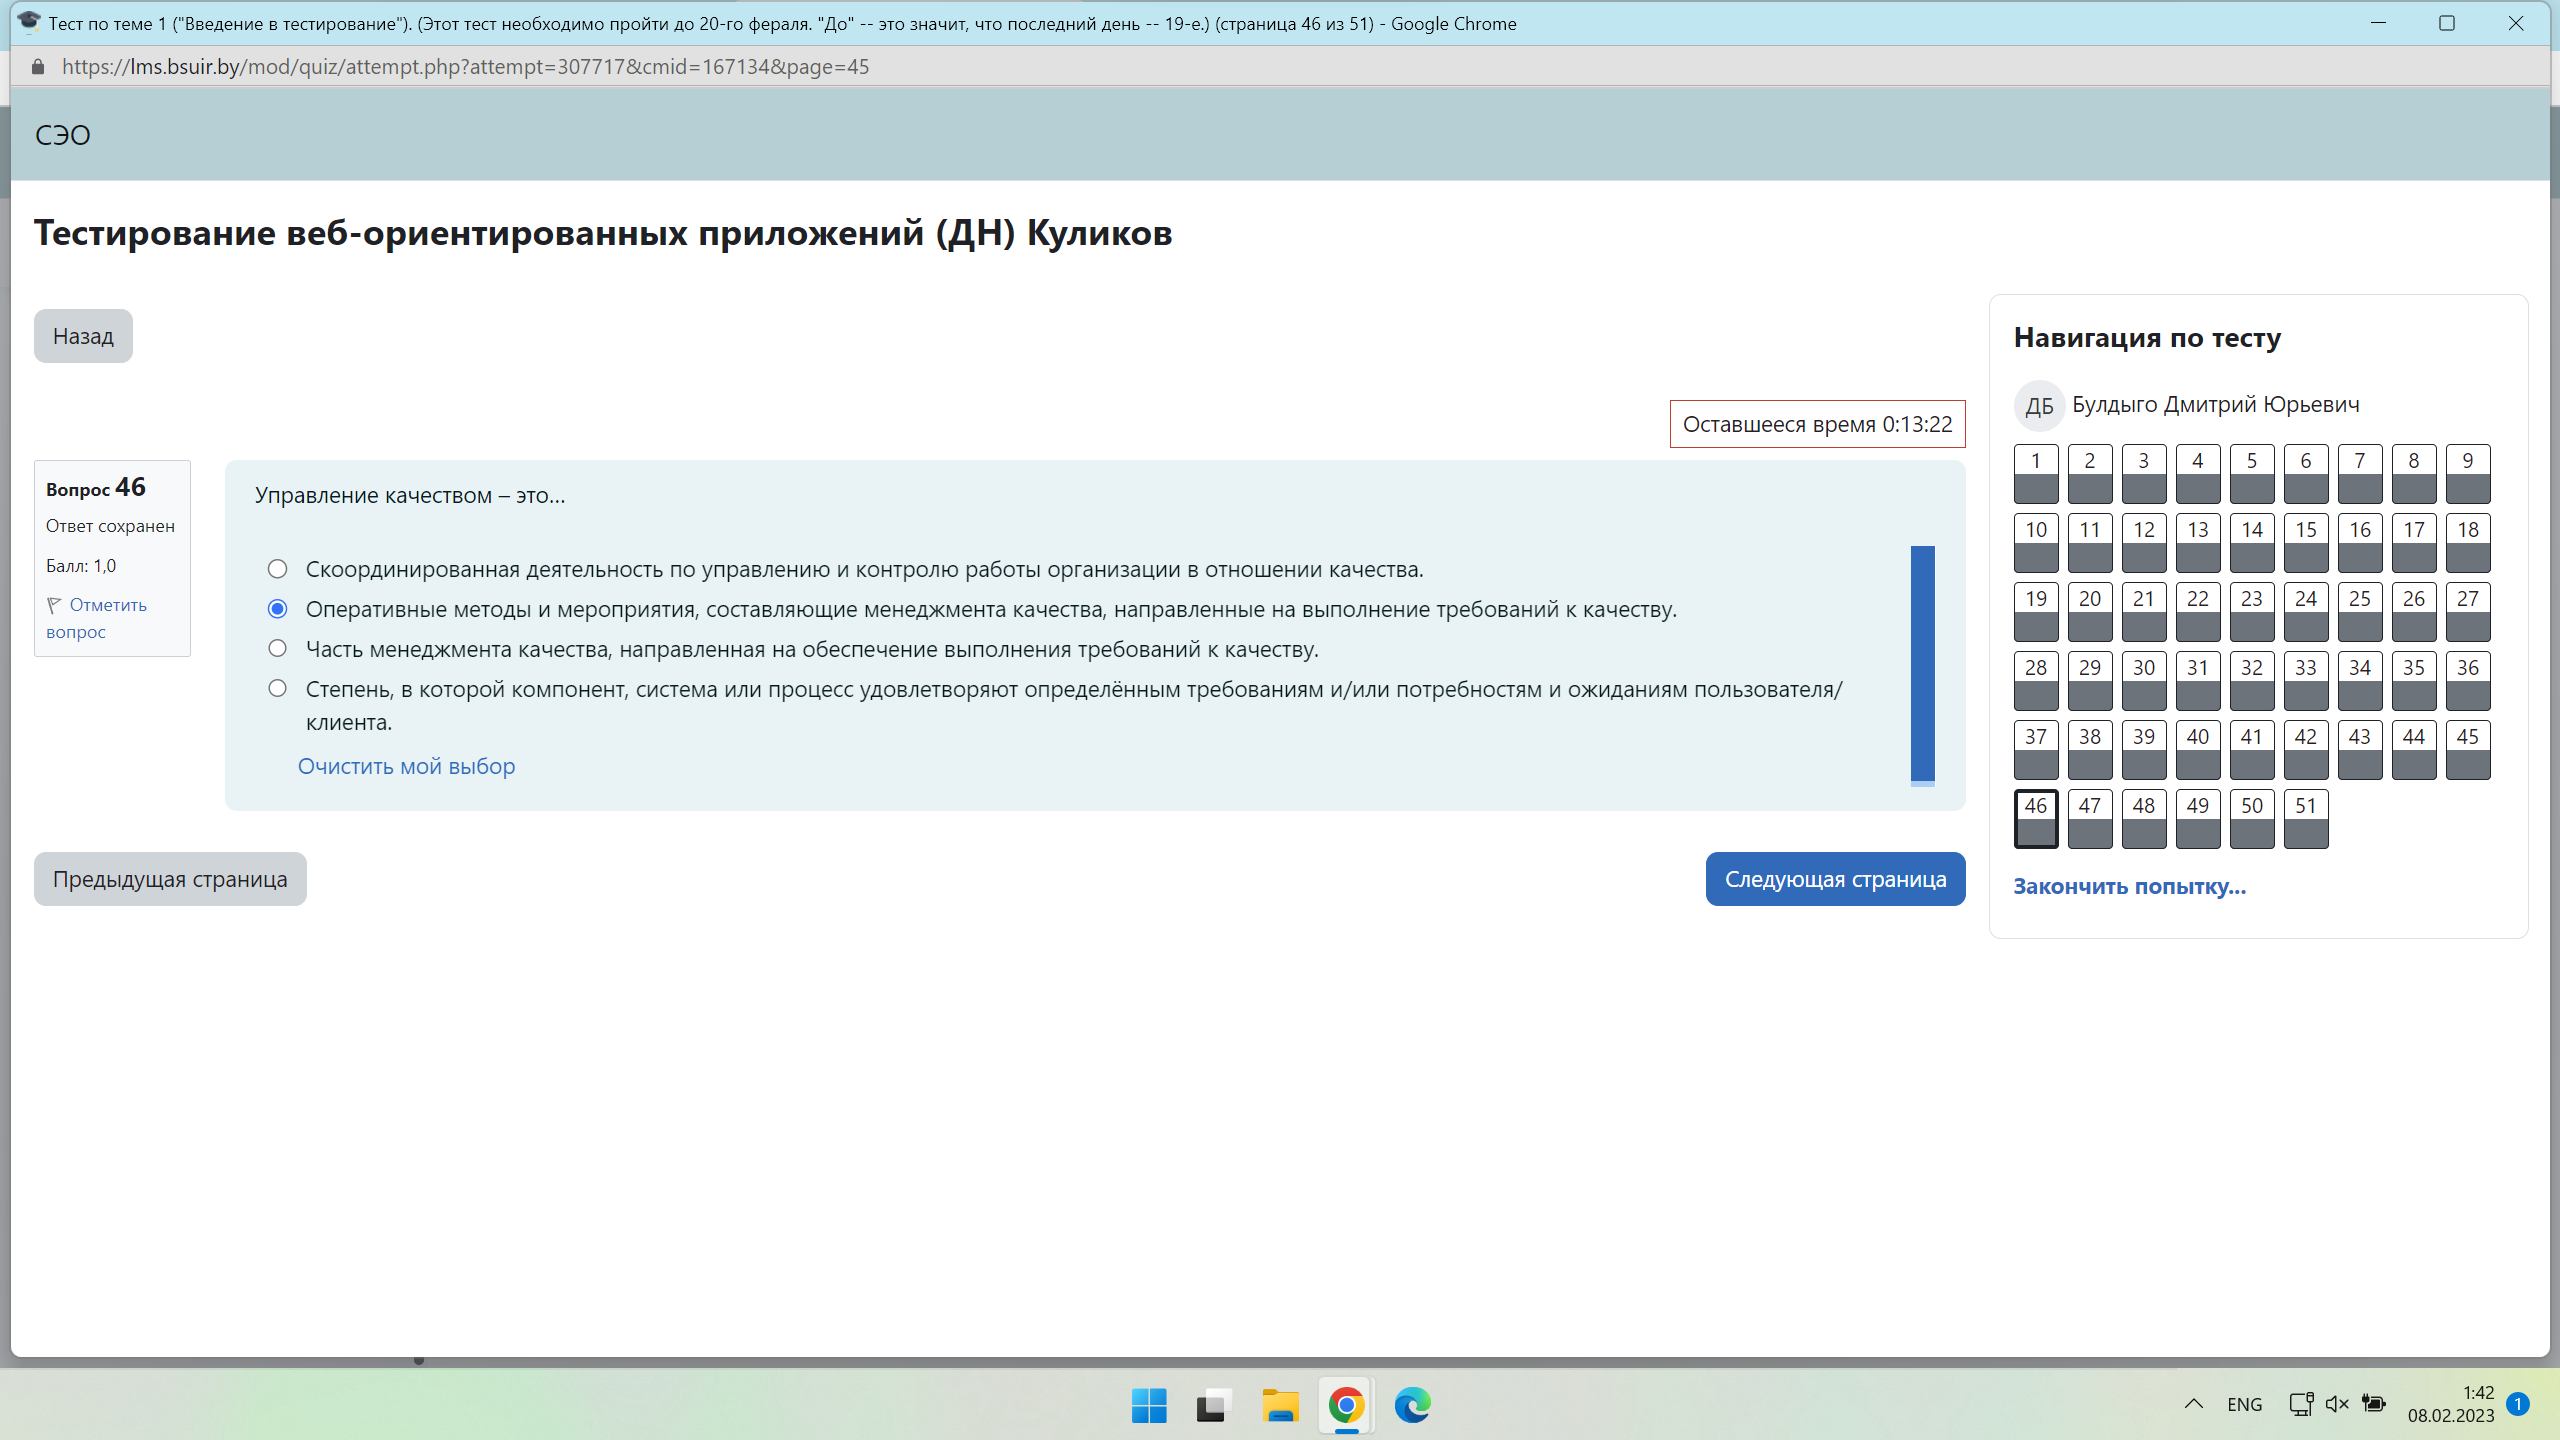 Тест по теме 1 ("Введение в тестирование"). (Этот тест необходимо пройти до 20-го фераля. "До" -- это значит, что последний день -- 19-е.) (страница 46 из 51) - Google Chrome
https://lms.bsuir.by/mod/quiz/attempt.php?attempt=307717&cmid=167134&page=45
СЭО
Тестирование веб-ориентированных приложений (ДН) Куликов
Назад
Оставшееся время 0:13:22
Вопрос 46
Ответ сохранен
Балл: 1,0
Отметить
вопрос
Управление качеством – это...
Скоординированная деятельность по управлению и контролю работы организации в отношении качества.
Оперативные методы и мероприятия, составляющие менеджмента качества, направленные на выполнение требований к качеству.
Часть менеджмента качества, направленная на обеспечение выполнения требований к качеству.
Степень, в которой компонент, система или процесс удовлетворяют определённым требованиям и/или потребностям и ожиданиям пользователя/
клиента.
Очистить мой выбор
Предыдущая страница
Следующая страница
Навигация по тесту
ДБ Булдыго Дмитрий Юрьевич
1 2 3 4 5 6 7 8 9
10 11 12 13 14 15 16 17 18
19 20 21 22 23 24 25 26 27
28 29 30 31 32 33 34 35 36
37 38 39 40 41 42 43 44 45
46 47 48 49 50 51
Закончить попытку...
ENG
1:42
08.02.2023
1